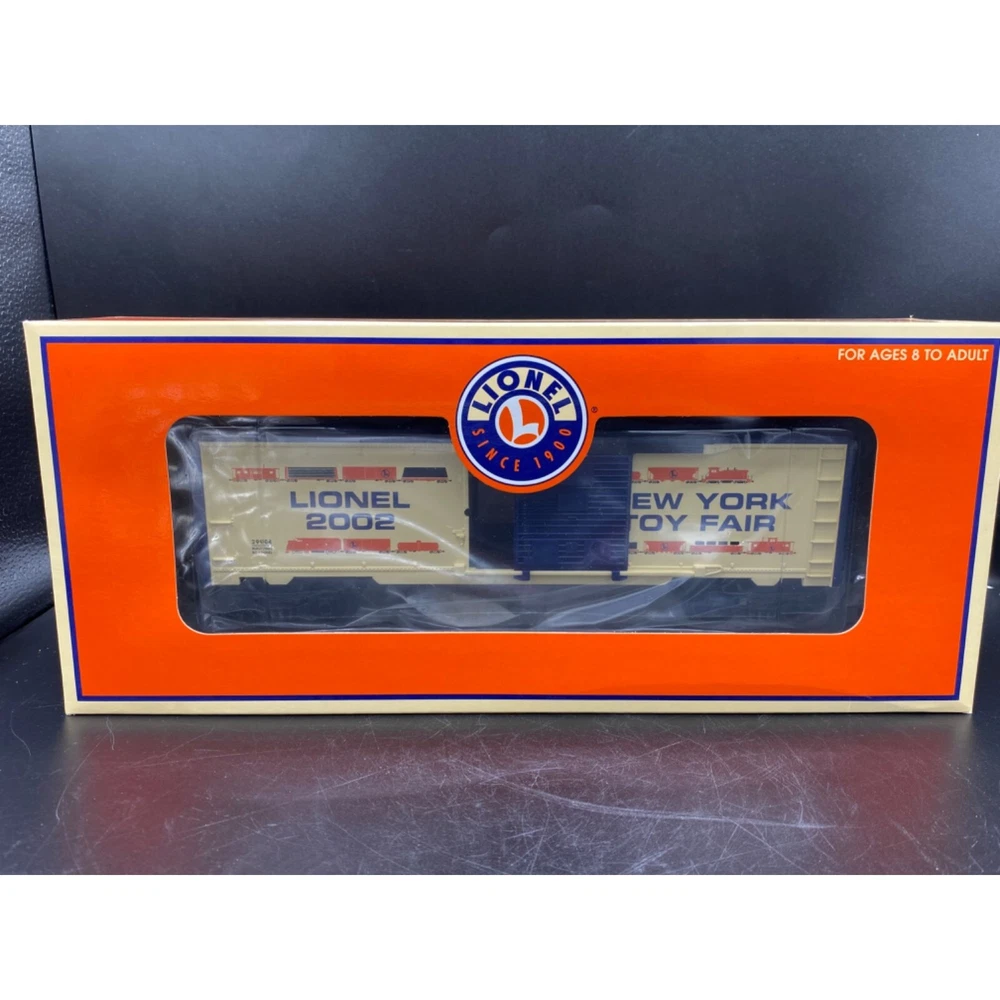 FOR AGES 8 TO ADULT
LIONEL
L
SINCE 1900
®
LIONEL
2002
EW YORK
TOY FAIR